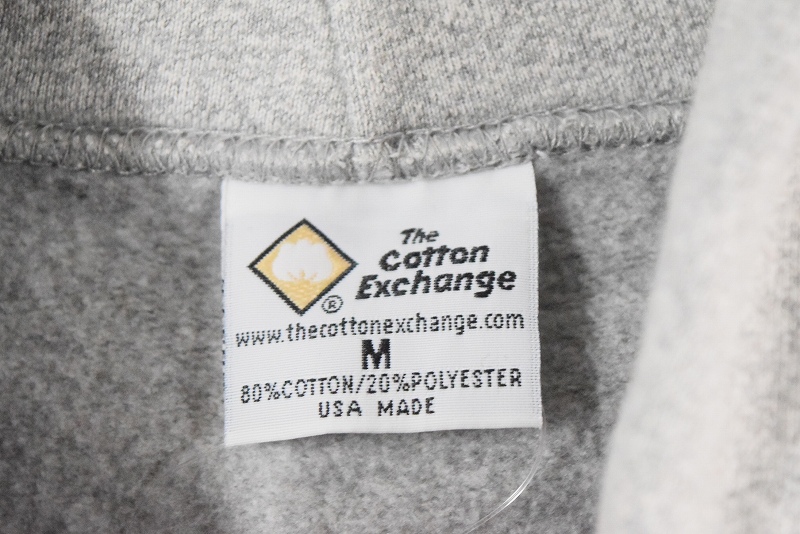 The
Cotton
Exchange
®
www.thecottonexchange.com
M
80%COTTON/20%POLYESTER
USA MADE